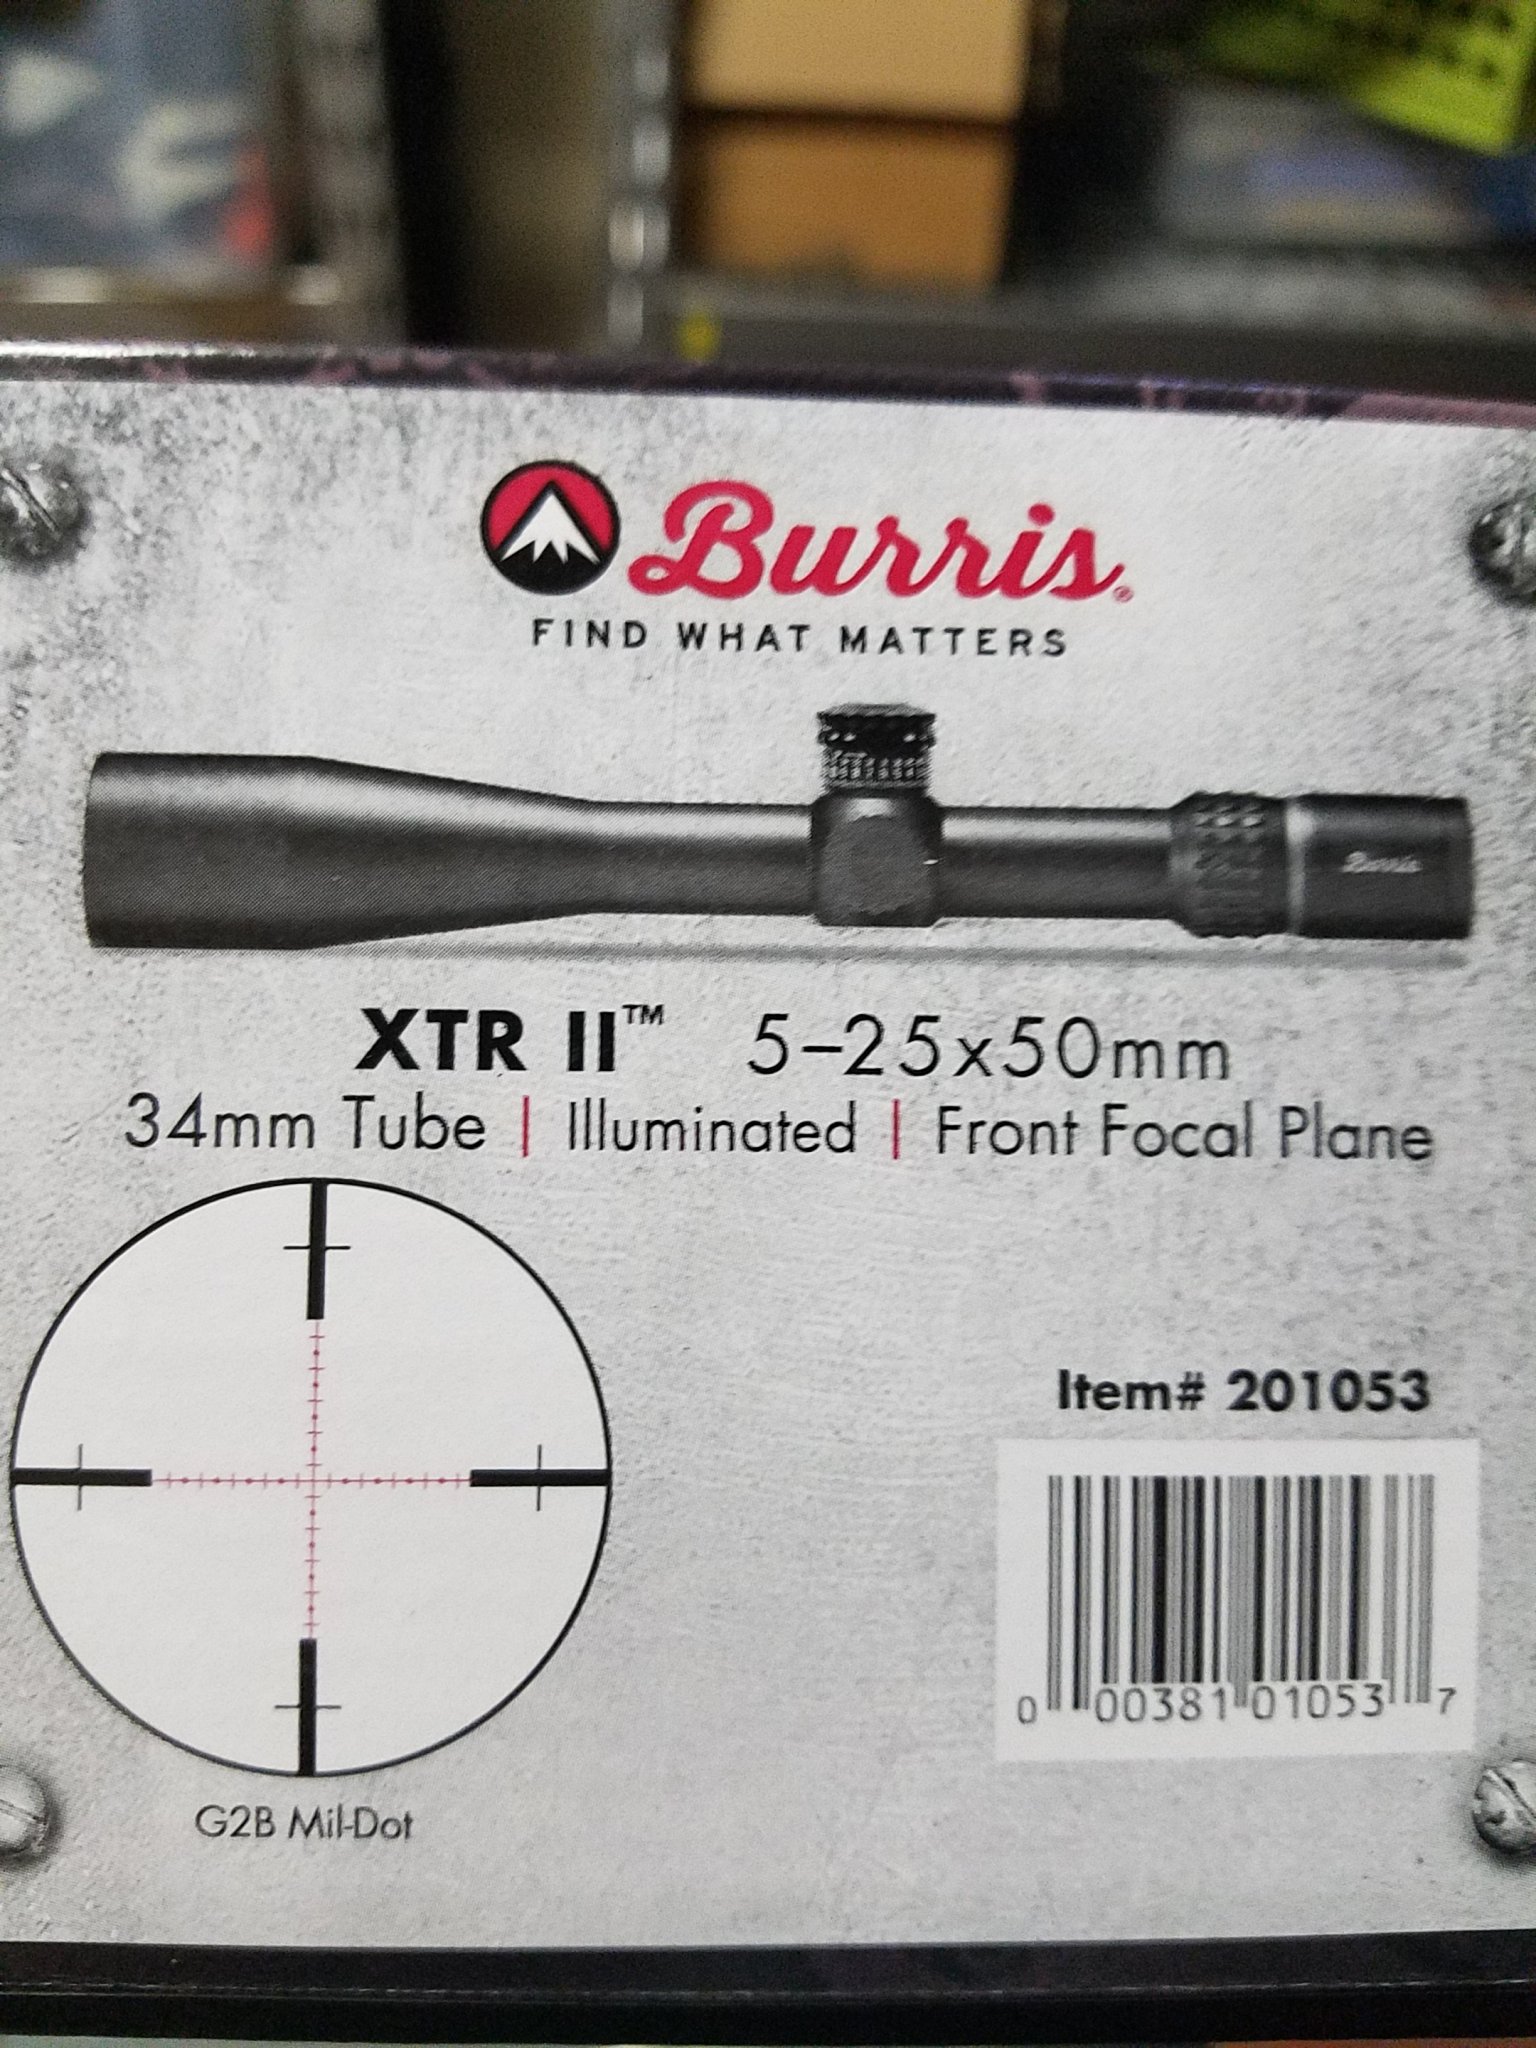 Burris®
FIND WHAT MATTERS
Burris
XTR II™ 5-25x50mm
34mm Tube | Illuminated | Front Focal Plane
Item# 201053
0 00381 01053 7
G2B Mil-Dot